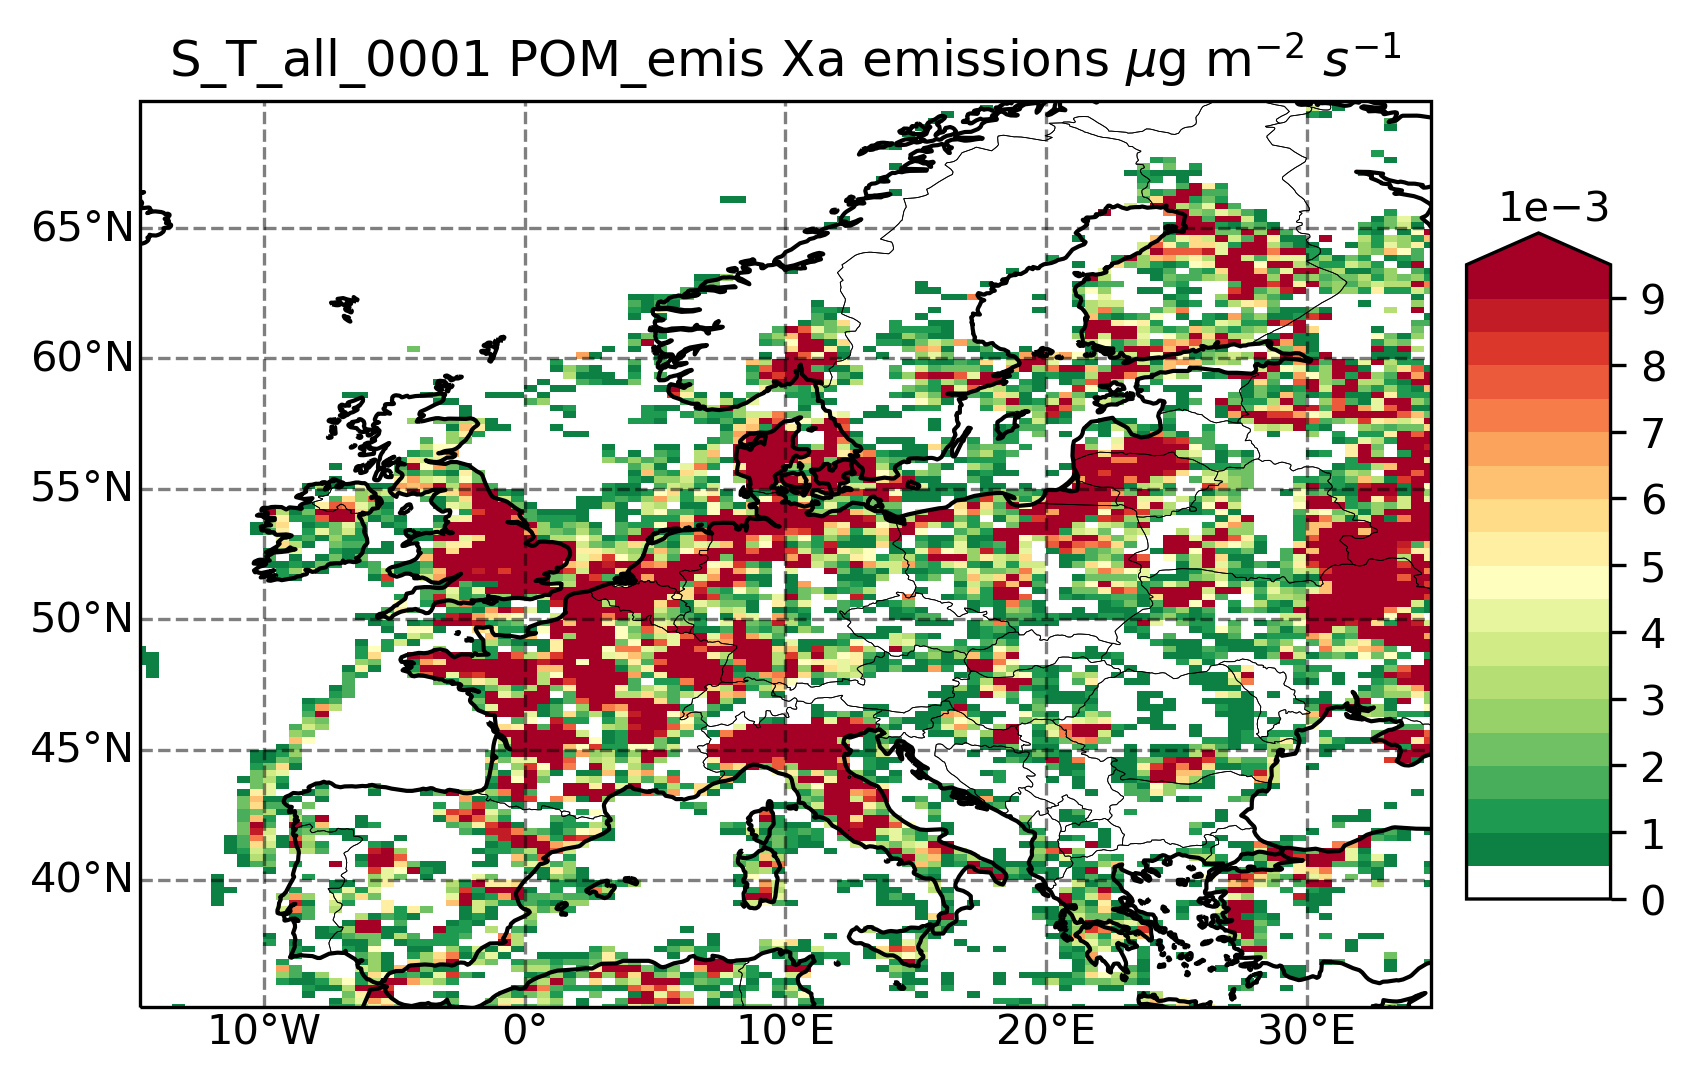 S_T_all_0001 POM_emis Xa emissions μg m⁻² s⁻¹
1e−3
65°N
60°N
55°N
50°N
45°N
40°N
10°W
0°
10°E
20°E
30°E
9
8
7
6
5
4
3
2
1
0